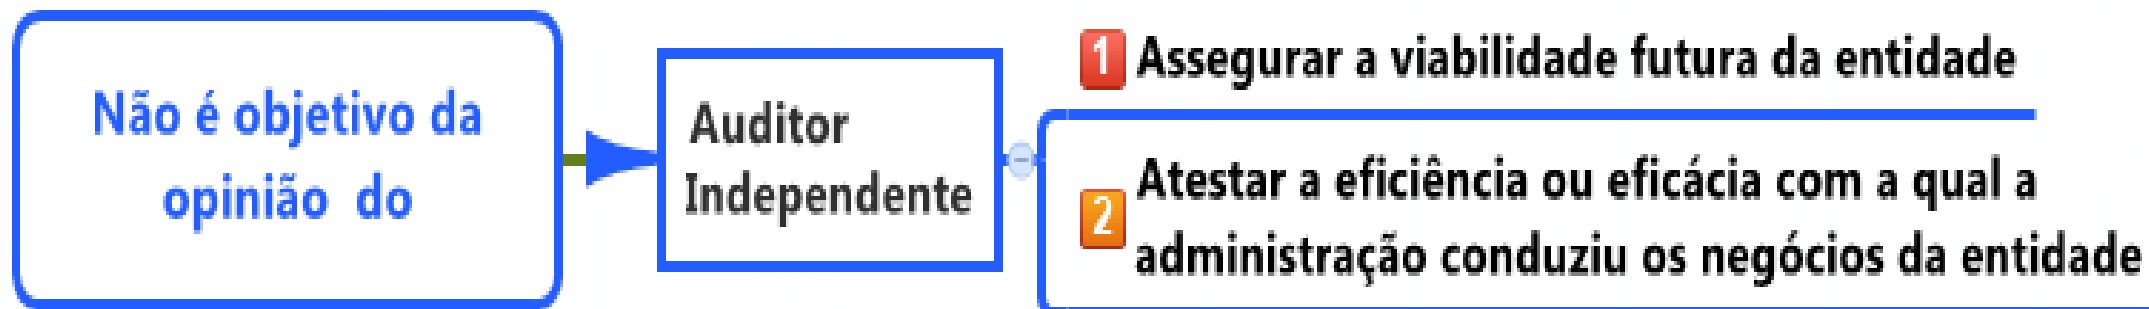 Não é objetivo da
opinião do
Auditor
Independente
1 Assegurar a viabilidade futura da entidade
2 Atestar a eficiência ou eficácia com a qual a
administração conduziu os negócios da entidade